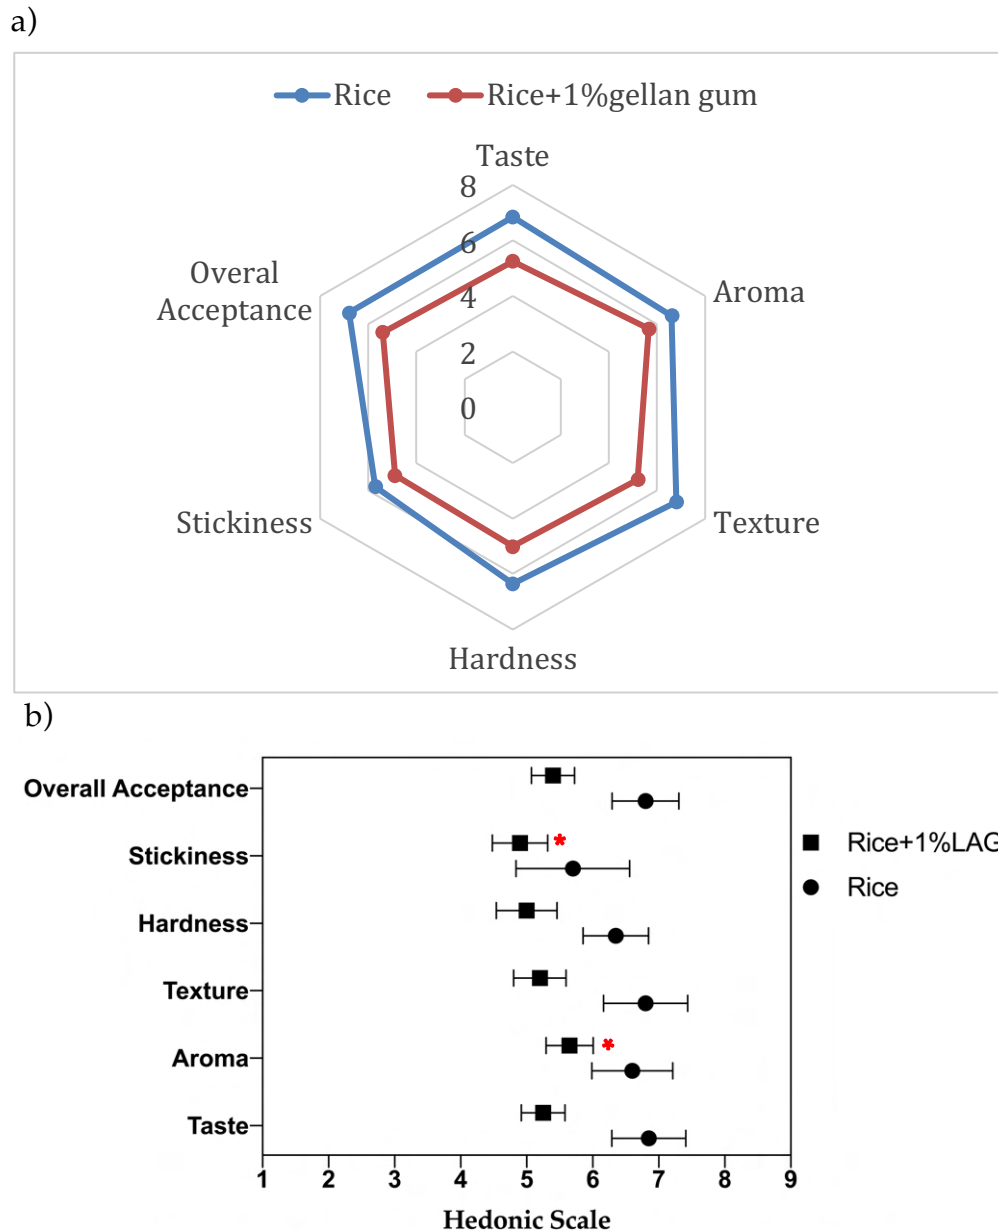 a)
Rice
Rice+1%gellan gum
Taste
8
6
4
2
0
Overal
Acceptance
Aroma
Stickiness
Texture
Hardness
b)
Overall Acceptance
Stickiness
*
Hardness
Texture
Aroma
*
Taste
Rice+1%LAG
Rice
1 2 3 4 5 6 7 8 9
Hedonic Scale